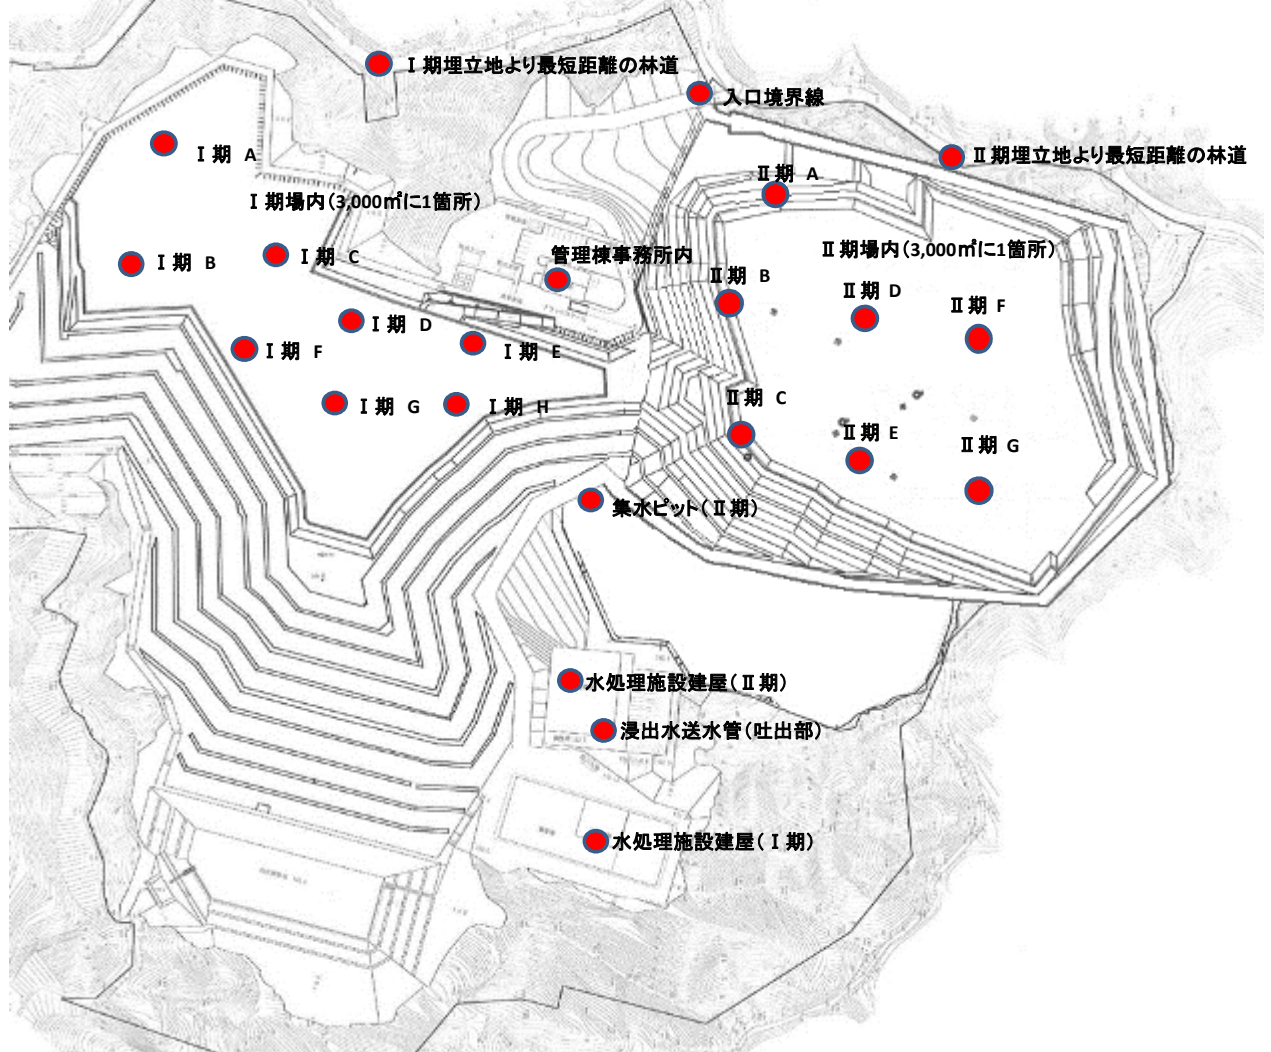 Ⅰ期埋立地より最短距離の林道
入口境界線
Ⅰ期 A
Ⅱ期埋立地より最短距離の林道
Ⅱ期 A
Ⅰ期場内(3,000㎡に1箇所)
Ⅰ期 B
Ⅰ期 C
管理棟事務所内
Ⅱ期場内(3,000㎡に1箇所)
Ⅱ期 B
Ⅱ期 D
Ⅱ期 F
Ⅰ期 D
Ⅰ期 F
Ⅰ期 E
Ⅰ期 G
Ⅰ期 H
Ⅱ期 C
Ⅱ期 E
Ⅱ期 G
集水ピット(Ⅱ期)
水処理施設建屋(Ⅱ期)
浸出水送水管(吐出部)
水処理施設建屋(Ⅰ期)